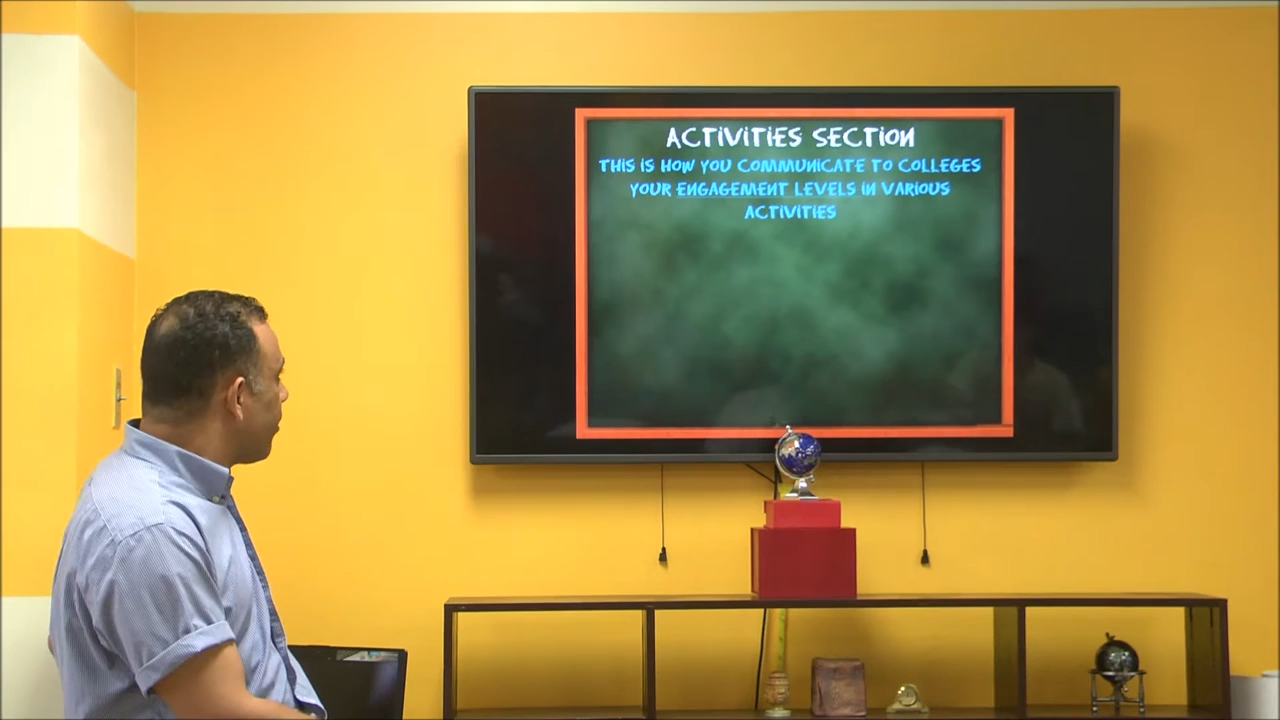 ACTIVITIES SECTION
THIS IS HOW YOU COMMUNICATE TO COLLEGES
YOUR ENGAGEMENT LEVELS IN VARIOUS
ACTIVITIES